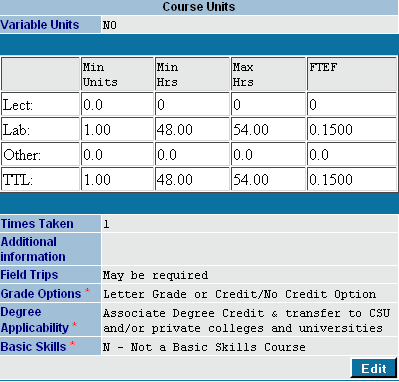 Course Units
Variable Units NO
Min Units Min Hrs Max Hrs FTEF
Lect: 0.0 0 0 0
Lab: 1.00 48.00 54.00 0.1500
Other: 0.0 0.0 0.0 0.0
TTL: 1.00 48.00 54.00 0.1500
Times Taken 1
Additional information
Field Trips May be required
Grade Options * Letter Grade or Credit/No Credit Option
Degree Applicability * Associate Degree Credit & transfer to CSU and/or private colleges and universities
Basic Skills * N - Not a Basic Skills Course
Edit